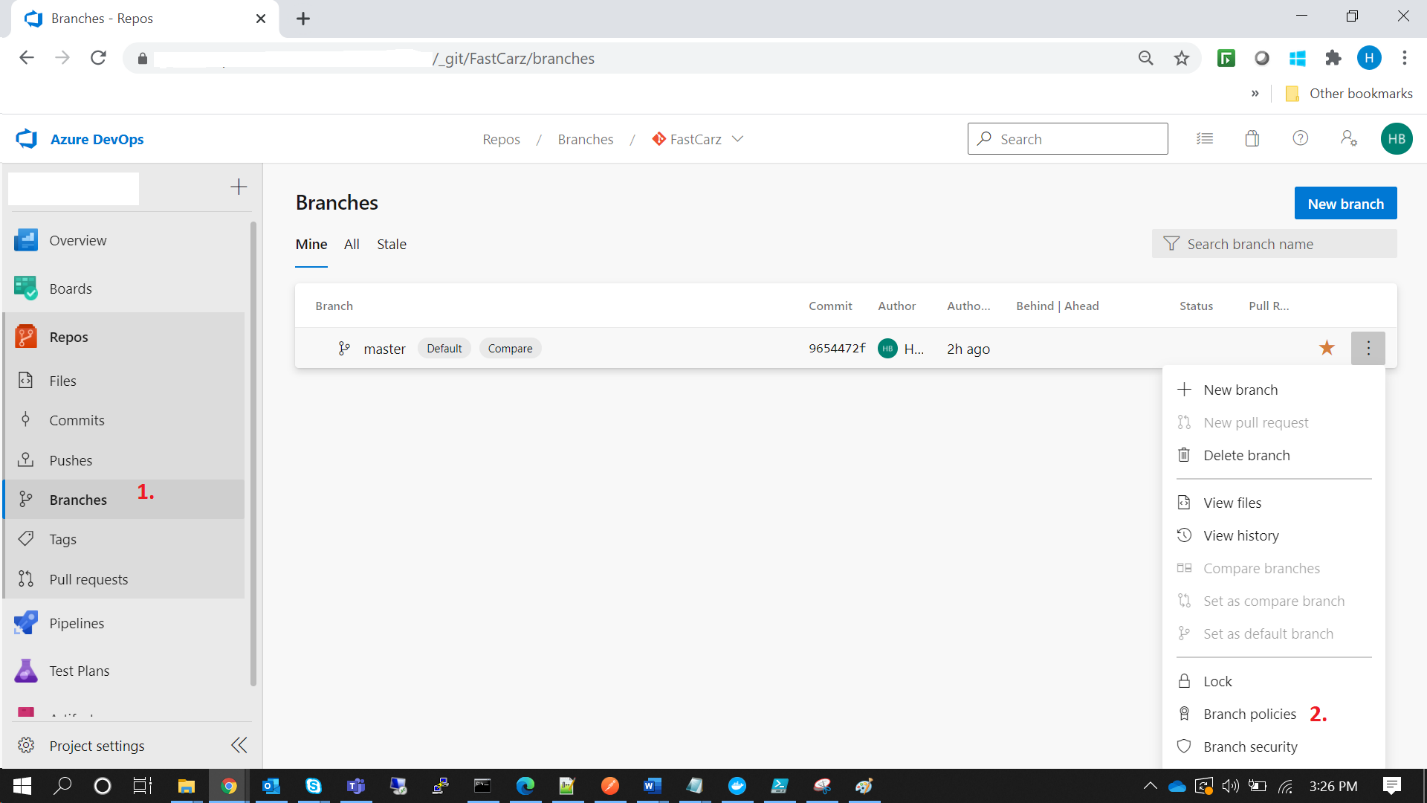 Branches - Repos
/_git/FastCarz/branches
H
»
Other bookmarks
Azure DevOps
Repos / Branches / FastCarz
Search
HB
Overview
Boards
Repos
Files
Commits
Pushes
Branches 1.
Tags
Pull requests
Pipelines
Test Plans
Project settings
Branches
New branch
Mine All Stale
Search branch name
Branch Commit Author Autho... Behind | Ahead Status Pull R...
master Default Compare 9654472f HB H... 2h ago
New branch
New pull request
Delete branch
View files
View history
Compare branches
Set as compare branch
Set as default branch
Lock
Branch policies 2.
Branch security
3:26 PM